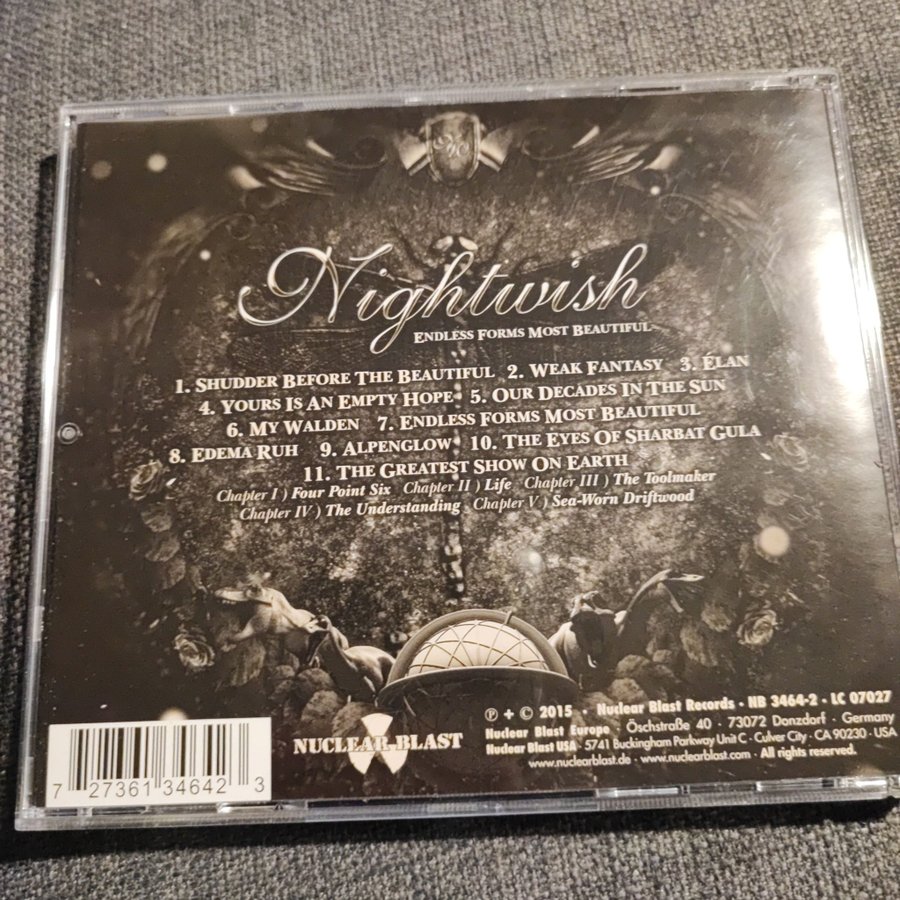 Nightwish
ENDLESS FORMS MOST BEAUTIFUL
1. SHUDDER BEFORE THE BEAUTIFUL 2. WEAK FANTASY 3. ÉLAN
4. YOURS IS AN EMPTY HOPE 5. OUR DECADES IN THE SUN
6. MY WALDEN 7. ENDLESS FORMS MOST BEAUTIFUL
8. EDEMA RUH 9. ALPENGLOW 10. THE EYES OF SHARBAT GULA
11. THE GREATEST SHOW ON EARTH
Chapter I ) Four Point Six Chapter II ) Life Chapter III ) The Toolmaker
Chapter IV ) The Understanding Chapter V ) Sea-Worn Driftwood
NUCLEAR BLAST
℗ + © 2015 · Nuclear Blast Records · NB 3464-2 · LC 07027
Nuclear Blast Europe · Öschstraße 40 · 73072 Donzdorf · Germany
Nuclear Blast USA · 5741 Buckingham Parkway Unit C · Culver City · CA 90230 · USA
www.nuclearblast.de · www.nuclearblast.com · All rights reserved.
7 27361 34642 3